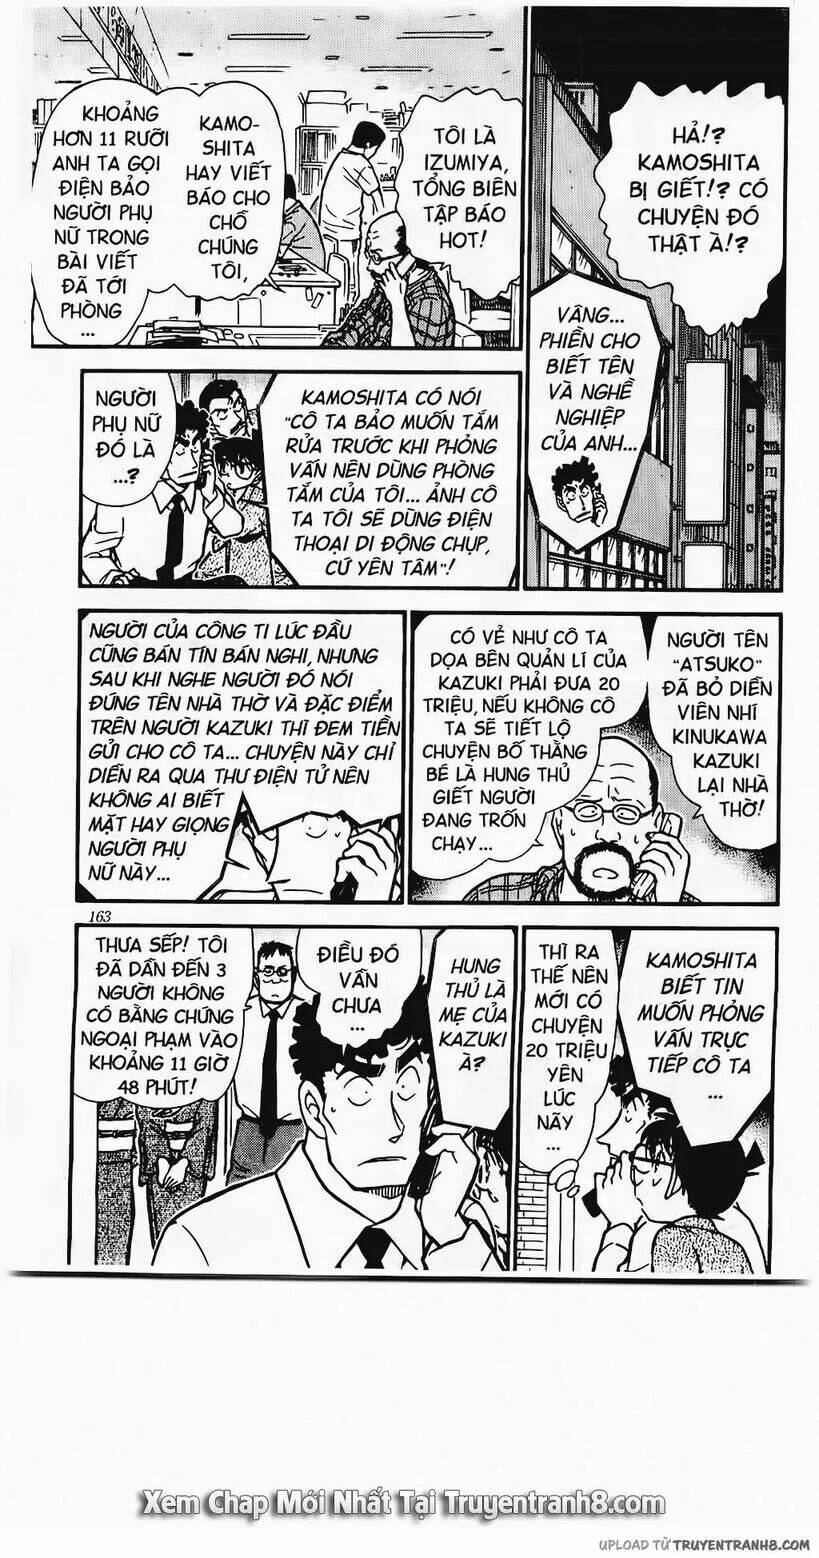 HẢ!?
KAMOSHITA
BỊ GIẾT!? CÓ
CHUYỆN ĐÓ
THẬT À!?
VÂNG...
PHIỀN CHO
BIẾT TÊN
VÀ NGHỀ
NGHIỆP
CỦA ANH...
TÔI LÀ
IZUMIYA,
TỔNG BIÊN
TẬP BÁO
HOT!
KAMO-
SHITA
HAY VIẾT
BÁO CHO
CHỖ
CHÚNG
TÔI,
KHOẢNG
HƠN 11 RƯỠI
ANH TA GỌI
ĐIỆN BẢO
NGƯỜI PHỤ
NỮ TRONG
BÀI VIẾT
ĐÃ TỚI
PHÒNG
...
KAMOSHITA CÓ NÓI
"CÔ TA BẢO MUỐN TẮM
RỬA TRƯỚC KHI PHỎNG
VẤN NÊN DÙNG PHÒNG
TẮM CỦA TÔI... ẢNH CÔ
TA TÔI SẼ DÙNG ĐIỆN
THOẠI DI ĐỘNG CHỤP,
CỨ YÊN TÂM"!
NGƯỜI
PHỤ NỮ
ĐÓ LÀ
...?
NGƯỜI TÊN
"ATSUKO"
ĐÃ BỎ DIỄN
VIÊN NHÍ
KINUKAWA
KAZUKI
LẠI NHÀ
THỜ!
CÓ VẺ NHƯ CÔ TA
DỌA BÊN QUẢN LÍ CỦA
KAZUKI PHẢI ĐƯA 20
TRIỆU, NẾU KHÔNG CÔ
TA SẼ TIẾT LỘ
CHUYỆN BỐ THẰNG
BÉ LÀ HUNG THỦ
GIẾT NGƯỜI
ĐANG TRỐN
CHẠY...
NGƯỜI CỦA CÔNG TI LÚC ĐẦU
CŨNG BÁN TÍN BÁN NGHI, NHƯNG
SAU KHI NGHE NGƯỜI ĐÓ NÓI
ĐÚNG TÊN NHÀ THỜ VÀ ĐẶC ĐIỂM
TRÊN NGƯỜI KAZUKI THÌ ĐEM TIỀN
GỬI CHO CÔ TA... CHUYỆN NÀY CHỈ
DIỄN RA QUA THƯ ĐIỆN TỬ NÊN
KHÔNG AI BIẾT
MẶT HAY GIỌNG
NGƯỜI PHỤ
NỮ NÀY...
163
KAMOSHITA
BIẾT TIN
MUỐN PHỎNG
VẤN TRỰC
TIẾP CÔ TA
...
THÌ RA
THẾ NÊN
MỚI CÓ
CHUYỆN
20 TRIỆU
YÊN
LÚC
NÃY
...
HUNG
THỦ LÀ
MẸ CỦA
KAZUKI
À?
ĐIỀU ĐÓ
VẪN
CHƯA
...
THƯA SẾP! TÔI
ĐÃ DẪN ĐẾN 3
NGƯỜI KHÔNG
CÓ BẰNG CHỨNG
NGOẠI PHẠM VÀO
KHOẢNG 11 GIỜ
48 PHÚT!
Xem Chap Mới Nhất Tại Truyentranh8.com
UPLOAD TỪ TRUYENTRANH8.COM